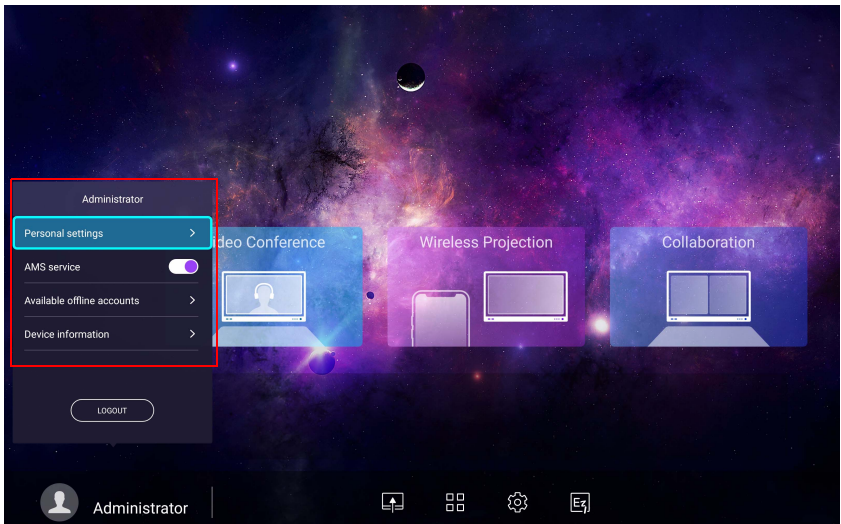 Administrator
Personal settings
AMS service
Available offline accounts
Device information
LOGOUT
ideo Conference
Wireless Projection
Collaboration
Administrator